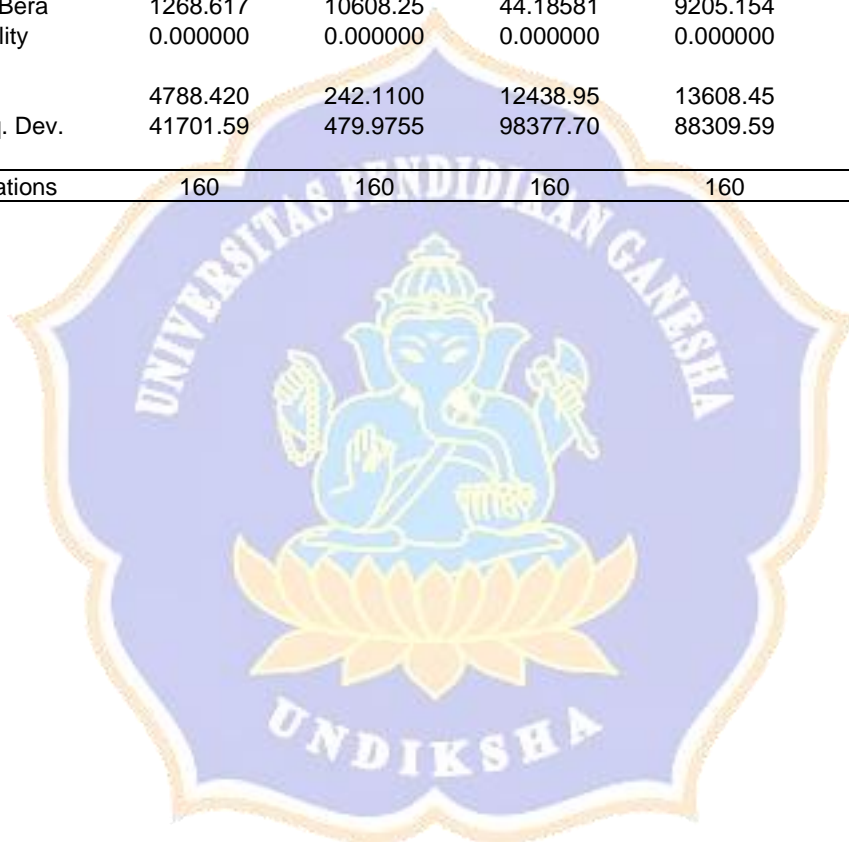 Bera 1268.617 10608.25 44.18581 9205.154
lity 0.000000 0.000000 0.000000 0.000000
4788.420 242.1100 12438.95 13608.45
. Dev. 41701.59 479.9755 98377.70 88309.59
ations 160 160 160 160
UNIVERSITAS PENDIDIKAN GANESHA
UNDIKSHA